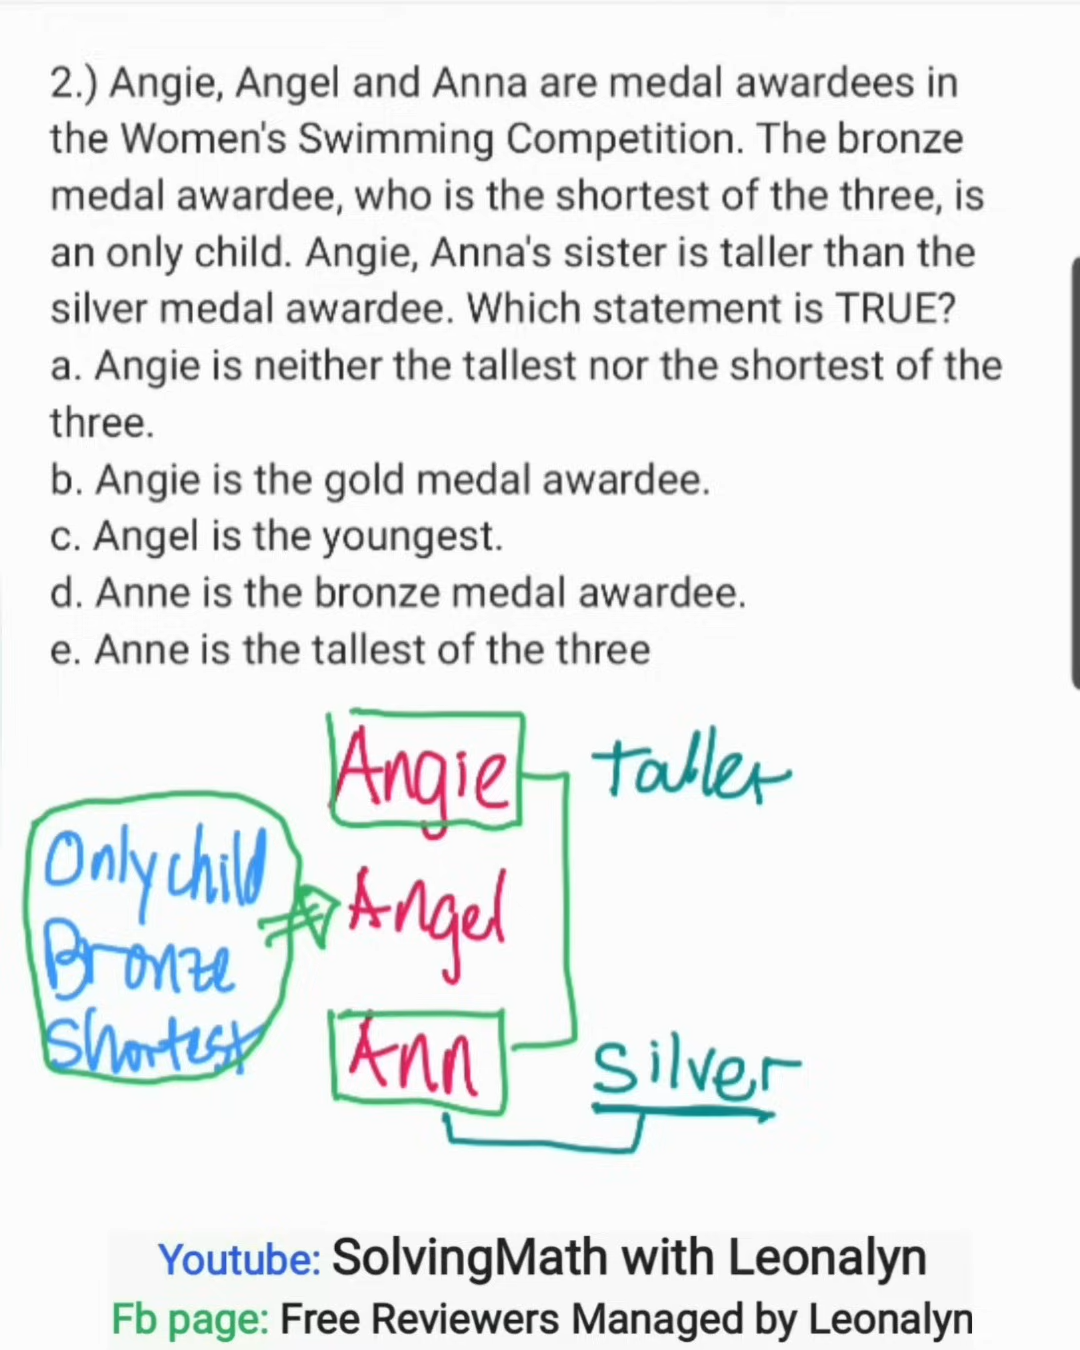 2.) Angie, Angel and Anna are medal awardees in
the Women's Swimming Competition. The bronze
medal awardee, who is the shortest of the three, is
an only child. Angie, Anna's sister is taller than the
silver medal awardee. Which statement is TRUE?
a. Angie is neither the tallest nor the shortest of the
three.
b. Angie is the gold medal awardee.
c. Angel is the youngest.
d. Anne is the bronze medal awardee.
e. Anne is the tallest of the three
Angie taller
Only child
Angel
Bronze
Shortest
Ann Silver
Youtube: SolvingMath with Leonalyn
Fb page: Free Reviewers Managed by Leonalyn